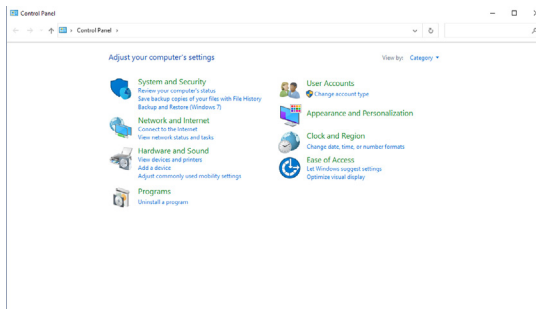 Control Panel
Control Panel
Adjust your computer's settings
View by: Category
System and Security
Review your computer's status
Save backup copies of your files with File History
Backup and Restore (Windows 7)
Network and Internet
Connect to the Internet
View network status and tasks
Hardware and Sound
View devices and printers
Add a device
Adjust commonly used mobility settings
Programs
Uninstall a program
User Accounts
Change account type
Appearance and Personalization
Clock and Region
Change date, time, or number formats
Ease of Access
Let Windows suggest settings
Optimize visual display